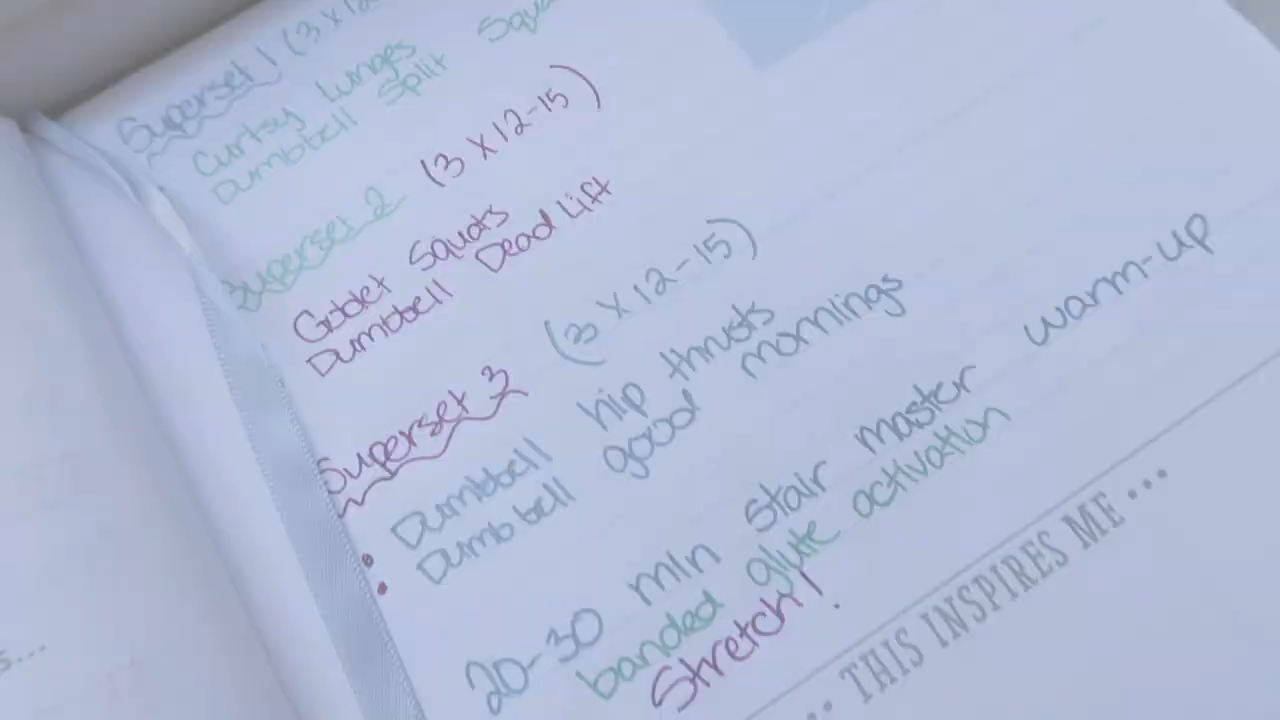 Superset 1 (3 x 12
Curtsy Lunges
Dumbbell Split
Superset 2 (3 x 12-15)
Goblet Squats
Dumbbell Dead Lift
Superset 3 (3 x 12-15)
• Dumbbell hip thrusts
• Dumbbell good mornings
20-30 min stair master warm-up
banded glute activation
Stretch!
... THIS INSPIRES ME ...